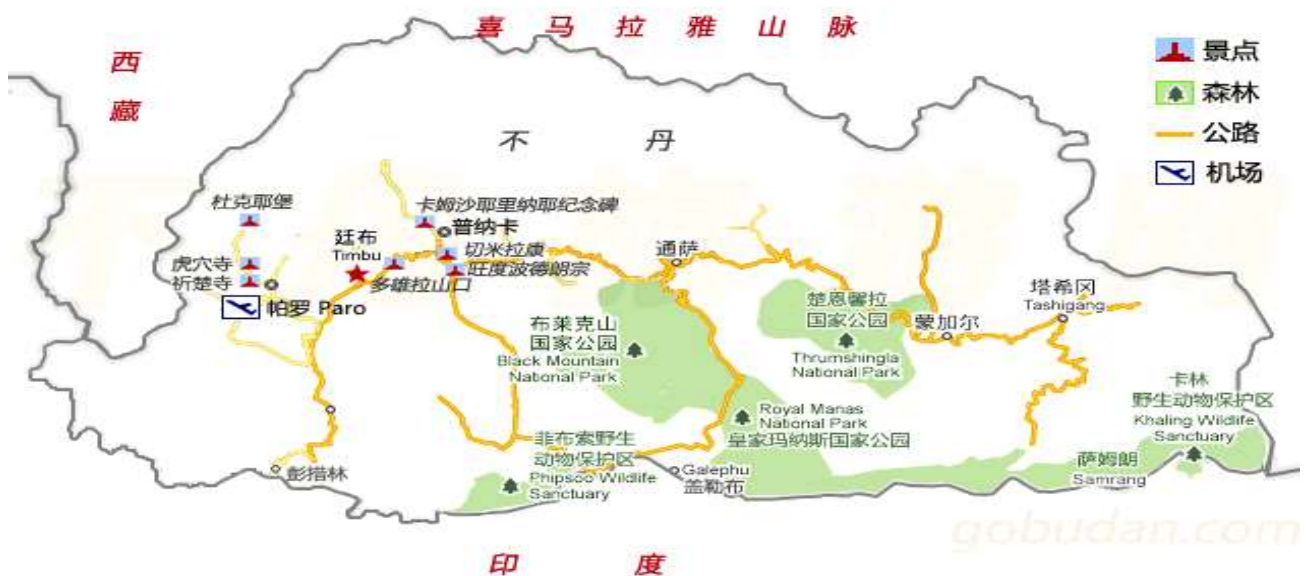 喜马拉雅山脉
西
藏
景点
森林
公路
机场
不丹
杜克耶堡
卡姆沙耶里纳耶纪念碑
普纳卡
廷布
Timbu
切米拉康
旺度波德朗宗
多雄拉山口
虎穴寺
祈楚寺
帕罗 Paro
通萨
塔希冈
Tashigang
楚恩馨拉
国家公园
Thrumshingla
National Park
蒙加尔
布莱克山
国家公园
Black Mountain
National Park
卡林
野生动物保护区
Khaling Wildlife
Sanctuary
Royal Manas
National Park
皇家玛纳斯国家公园
菲布索野生
动物保护区
Phipsoo Wildlife
Sanctuary
Galephu
盖勒布
彭措林
萨姆朗
Samrang
gobudan.com
印度